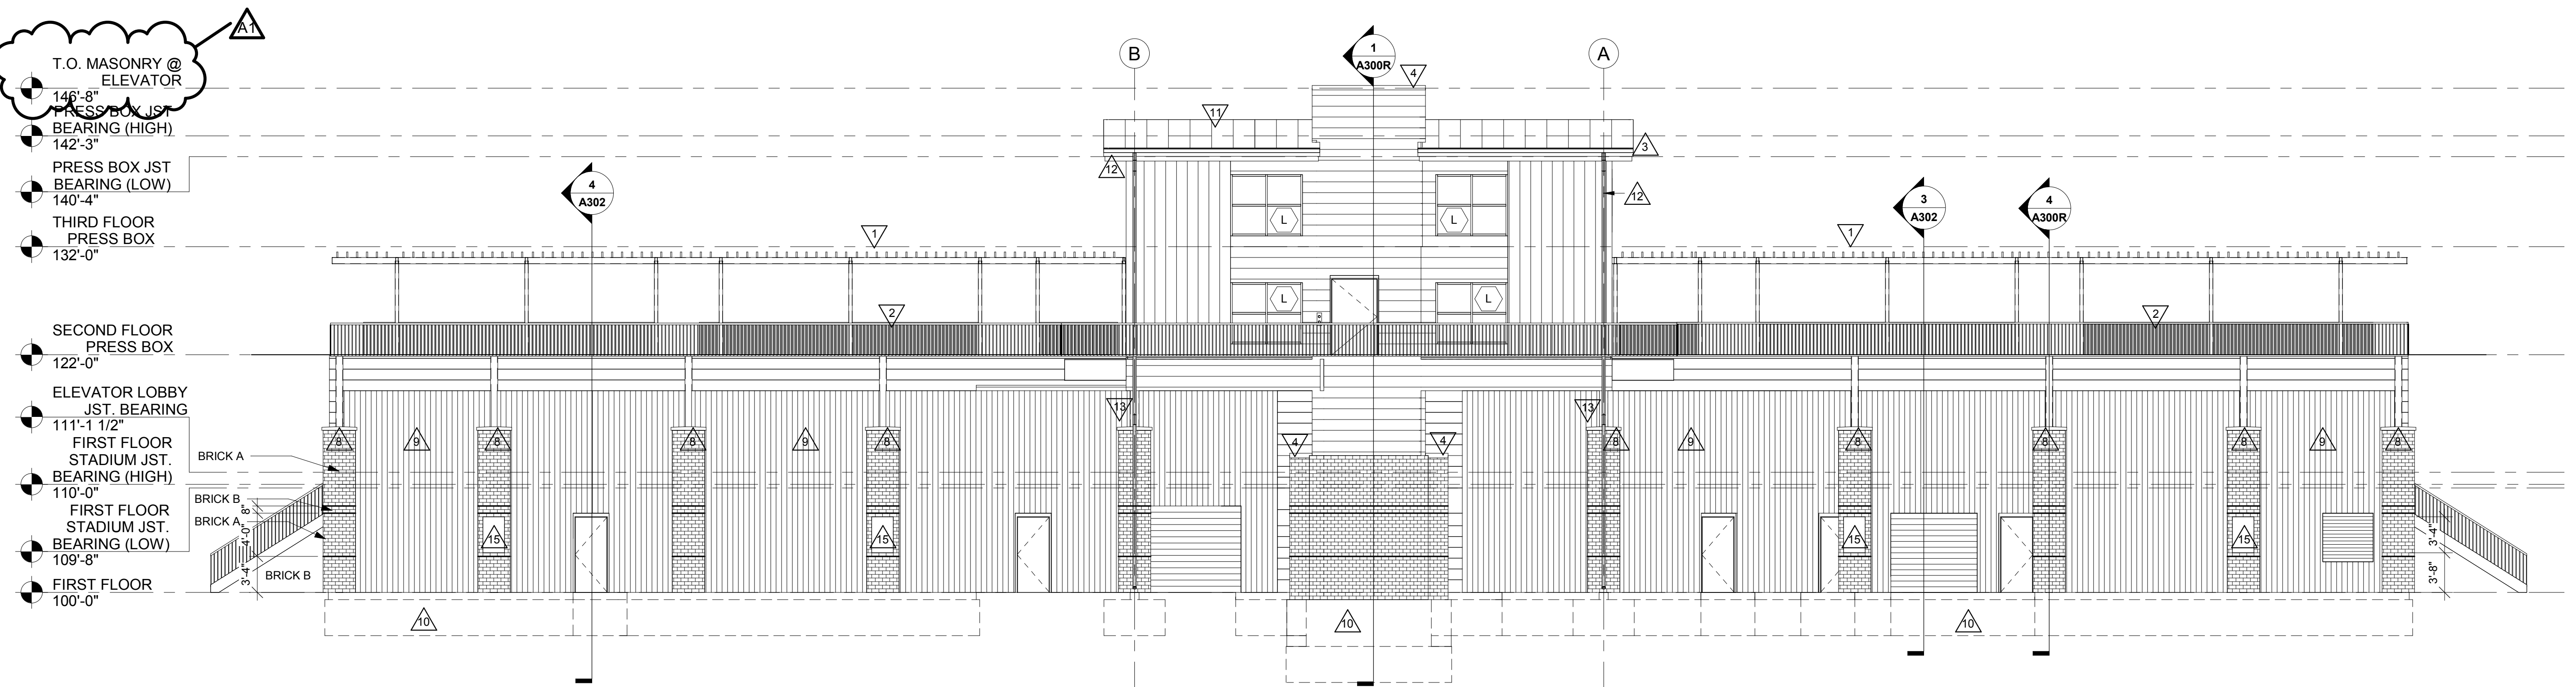 A1
T.O. MASONRY @
ELEVATOR
146'-8"
PRESS BOX JST
BEARING (HIGH)
142'-3"
PRESS BOX JST
BEARING (LOW)
140'-4"
THIRD FLOOR
PRESS BOX
132'-0"
SECOND FLOOR
PRESS BOX
122'-0"
ELEVATOR LOBBY
JST. BEARING
111'-1 1/2"
FIRST FLOOR
STADIUM JST.
BEARING (HIGH)
110'-0"
FIRST FLOOR
STADIUM JST.
BEARING (LOW)
109'-8"
FIRST FLOOR
100'-0"
BRICK A
BRICK B
BRICK A
BRICK B
8"
4'-0"
3'-4"
B
1
A300R
4
A
11
3
12
12
4
A302
3
A302
4
A300R
1
1
L
L
L
L
2
2
13
13
4
4
8
9
8
8
9
8
8
9
8
8
8
9
8
15
15
15
15
3'-4"
3'-8"
10
10
10